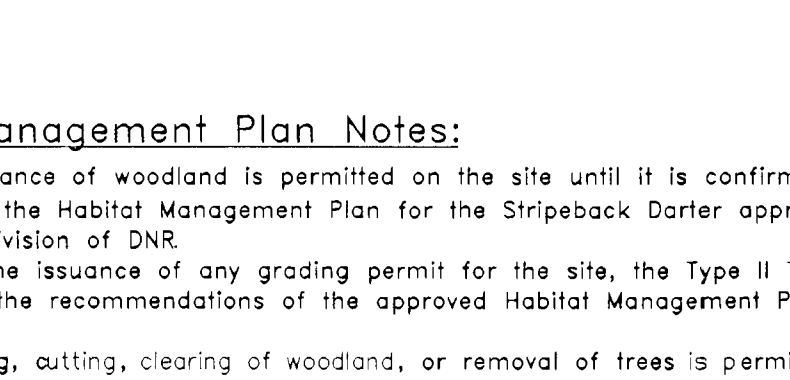 anagement Plan Notes:
ance of woodland is permitted on the site until it is confirm
the Habitat Management Plan for the Stripeback Darter appr
ivision of DNR.
he issuance of any grading permit for the site, the Type II T
the recommendations of the approved Habitat Management P
g, cutting, clearing of woodland, or removal of trees is permi